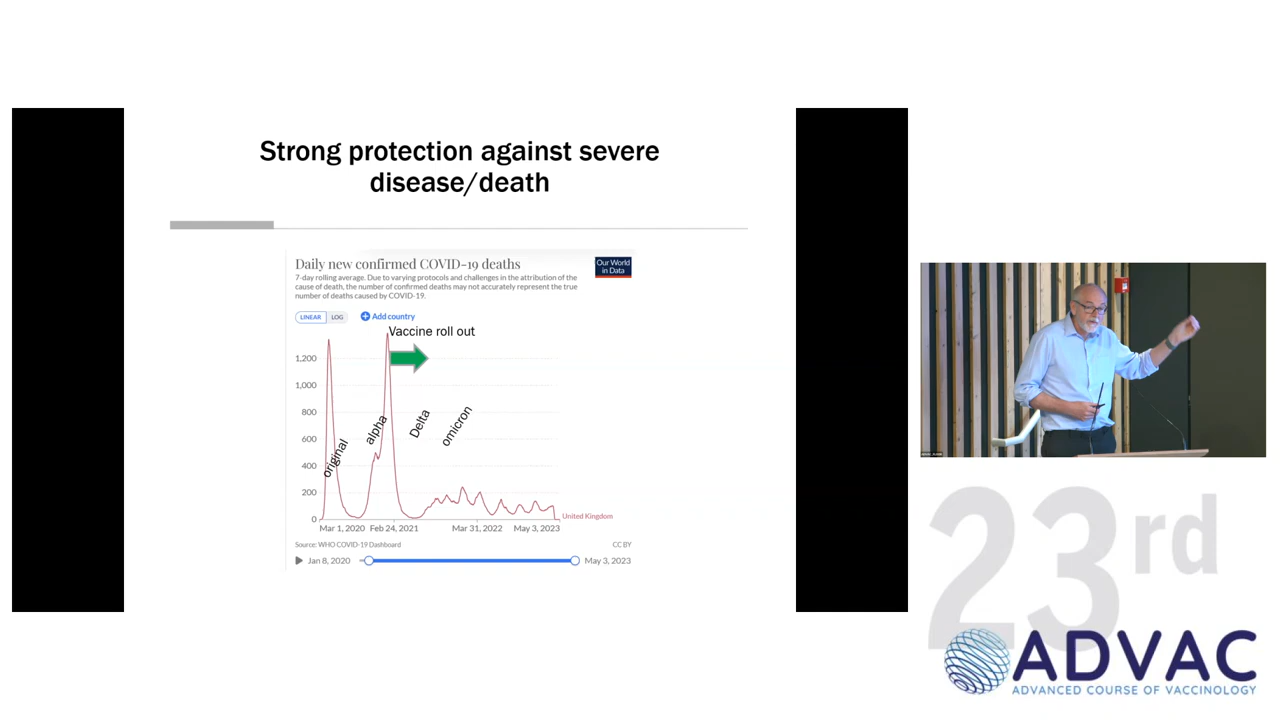 Strong protection against severe
disease/death
Daily new confirmed COVID-19 deaths
7-day rolling average. Due to varying protocols and challenges in the attribution of the
cause of death, the number of confirmed deaths may not accurately represent the true
number of deaths caused by COVID-19.
Our World
in Data
LINEAR LOG
Add country
Vaccine roll out
1,200
1,000
800
600
400
200
0
original
alpha
Delta
omicron
United Kingdom
Mar 1, 2020 Feb 24, 2021 Mar 31, 2022 May 3, 2023
Source: WHO COVID-19 Dashboard CC BY
Jan 8, 2020 May 3, 2023
23rd
ADVAC
ADVANCED COURSE OF VACCINOLOGY